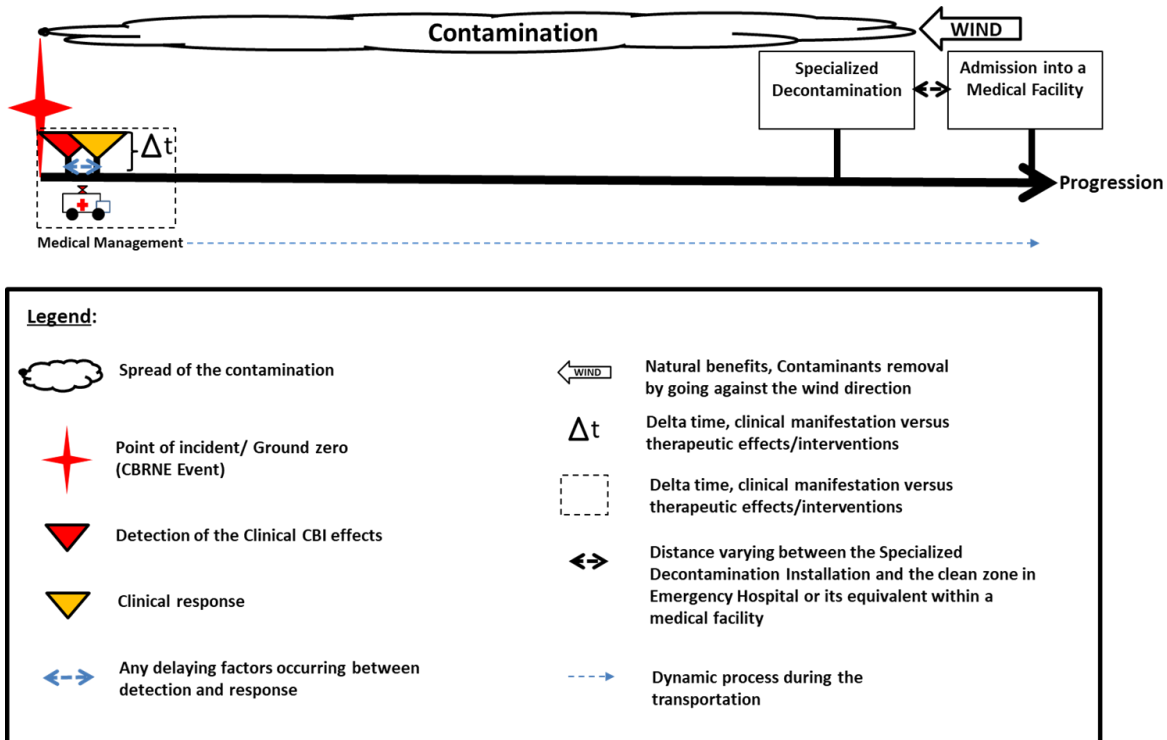 Contamination
WIND
Specialized
Decontamination
Admission into a
Medical Facility
Δt
Progression
Medical Management
Legend:
Spread of the contamination
Point of incident/ Ground zero
(CBRNE Event)
Detection of the Clinical CBI effects
Clinical response
Any delaying factors occurring between
detection and response
WIND
Natural benefits, Contaminants removal
by going against the wind direction
Δt
Delta time, clinical manifestation versus
therapeutic effects/interventions
Delta time, clinical manifestation versus
therapeutic effects/interventions
Distance varying between the Specialized
Decontamination Installation and the clean zone in
Emergency Hospital or its equivalent within a
medical facility
Dynamic process during the
transportation